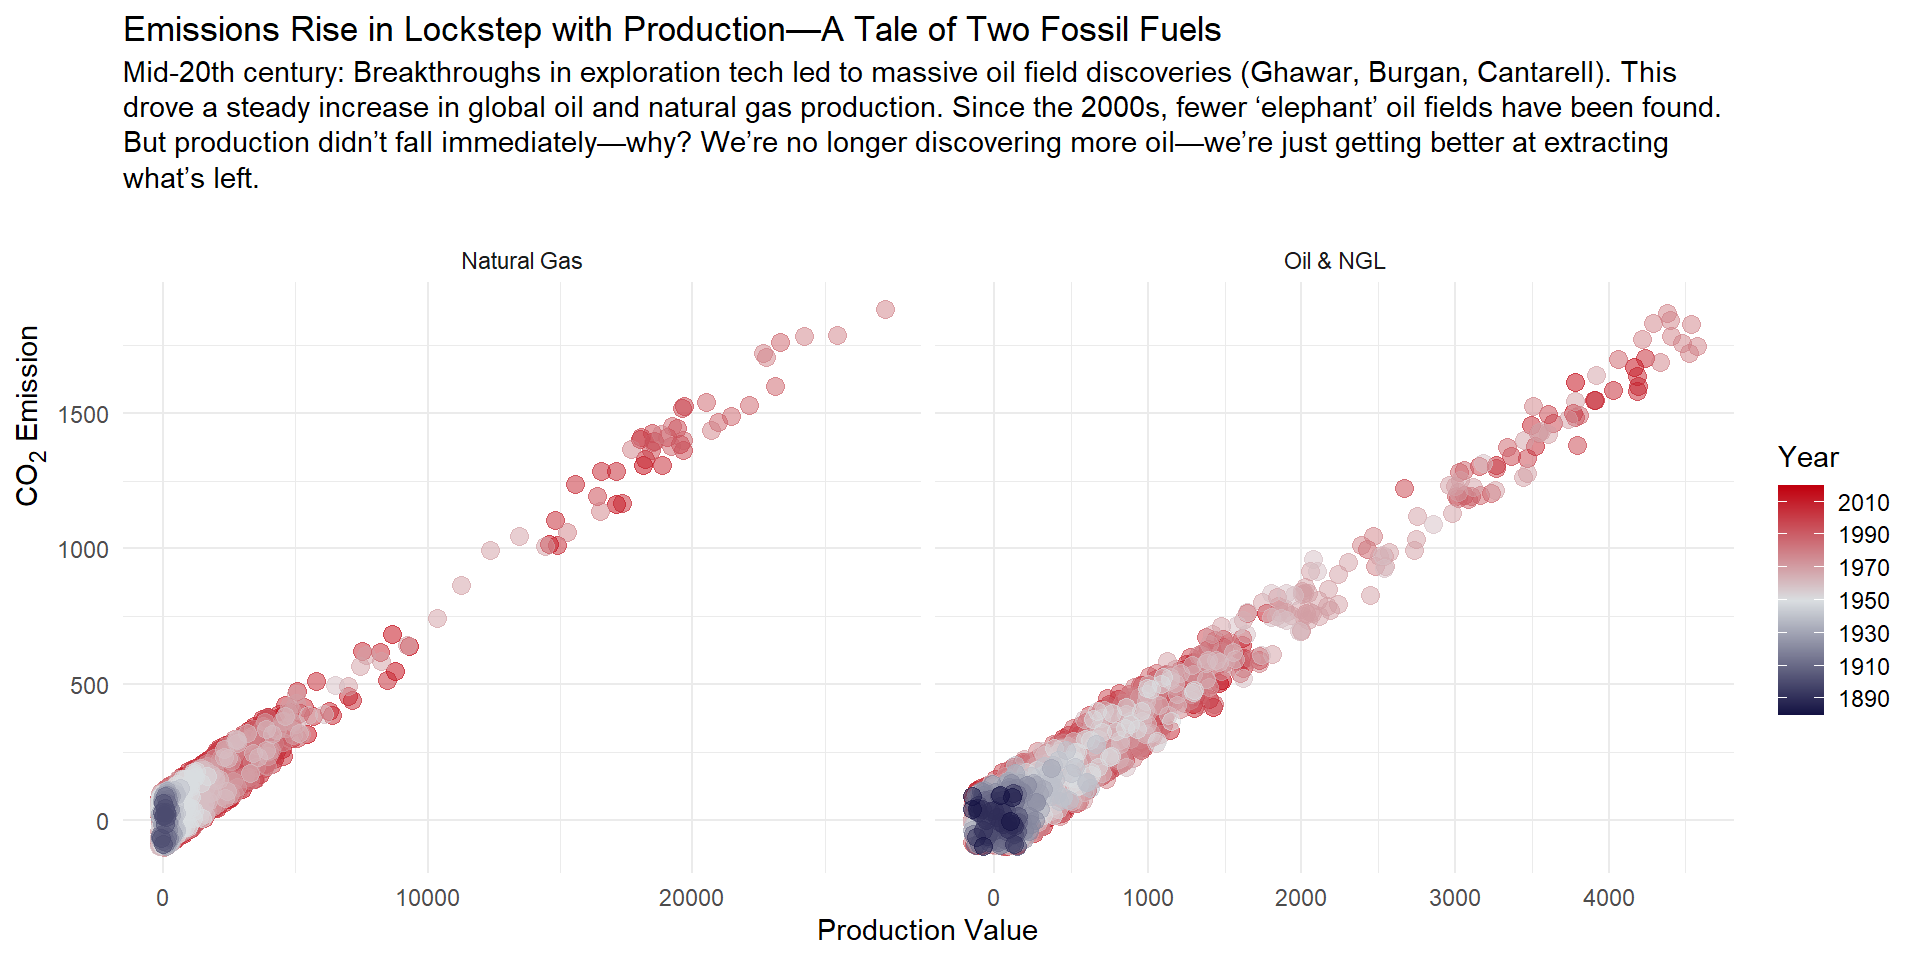 Emissions Rise in Lockstep with Production—A Tale of Two Fossil Fuels
Mid-20th century: Breakthroughs in exploration tech led to massive oil field discoveries (Ghawar, Burgan, Cantarell). This
drove a steady increase in global oil and natural gas production. Since the 2000s, fewer ‘elephant’ oil fields have been found.
But production didn’t fall immediately—why? We’re no longer discovering more oil—we’re just getting better at extracting
what’s left.
Natural Gas
Oil & NGL
CO2 Emission
1500
1000
500
0
0 10000 20000
0 1000 2000 3000 4000
Production Value
Year
2010
1990
1970
1950
1930
1910
1890